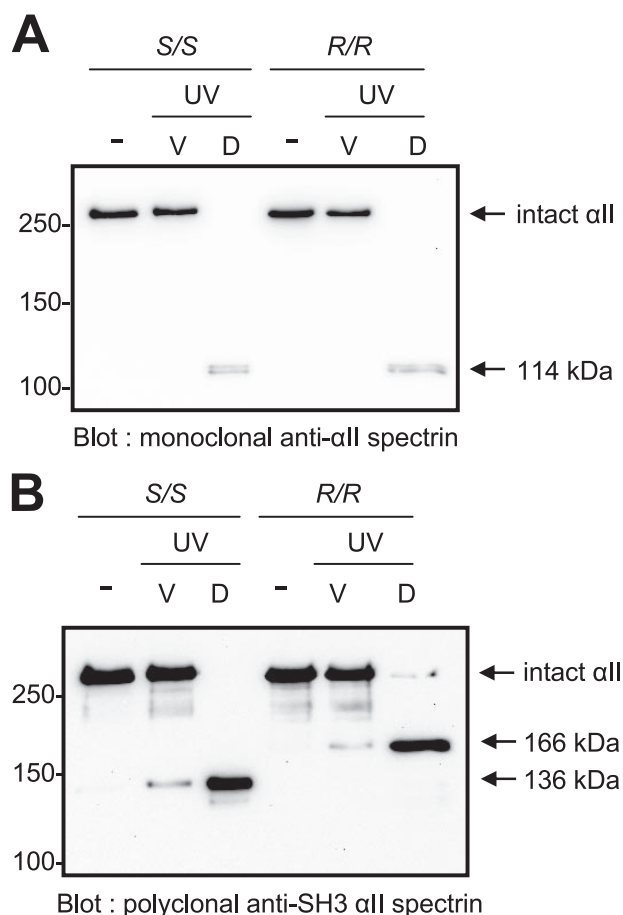 A
S/S R/R
UV UV
- V D - V D
250 intact αII
150
100 114 kDa
Blot : monoclonal anti-αII spectrin
B
S/S R/R
UV UV
- V D - V D
250 intact αII
166 kDa
150 136 kDa
100
Blot : polyclonal anti-SH3 αII spectrin